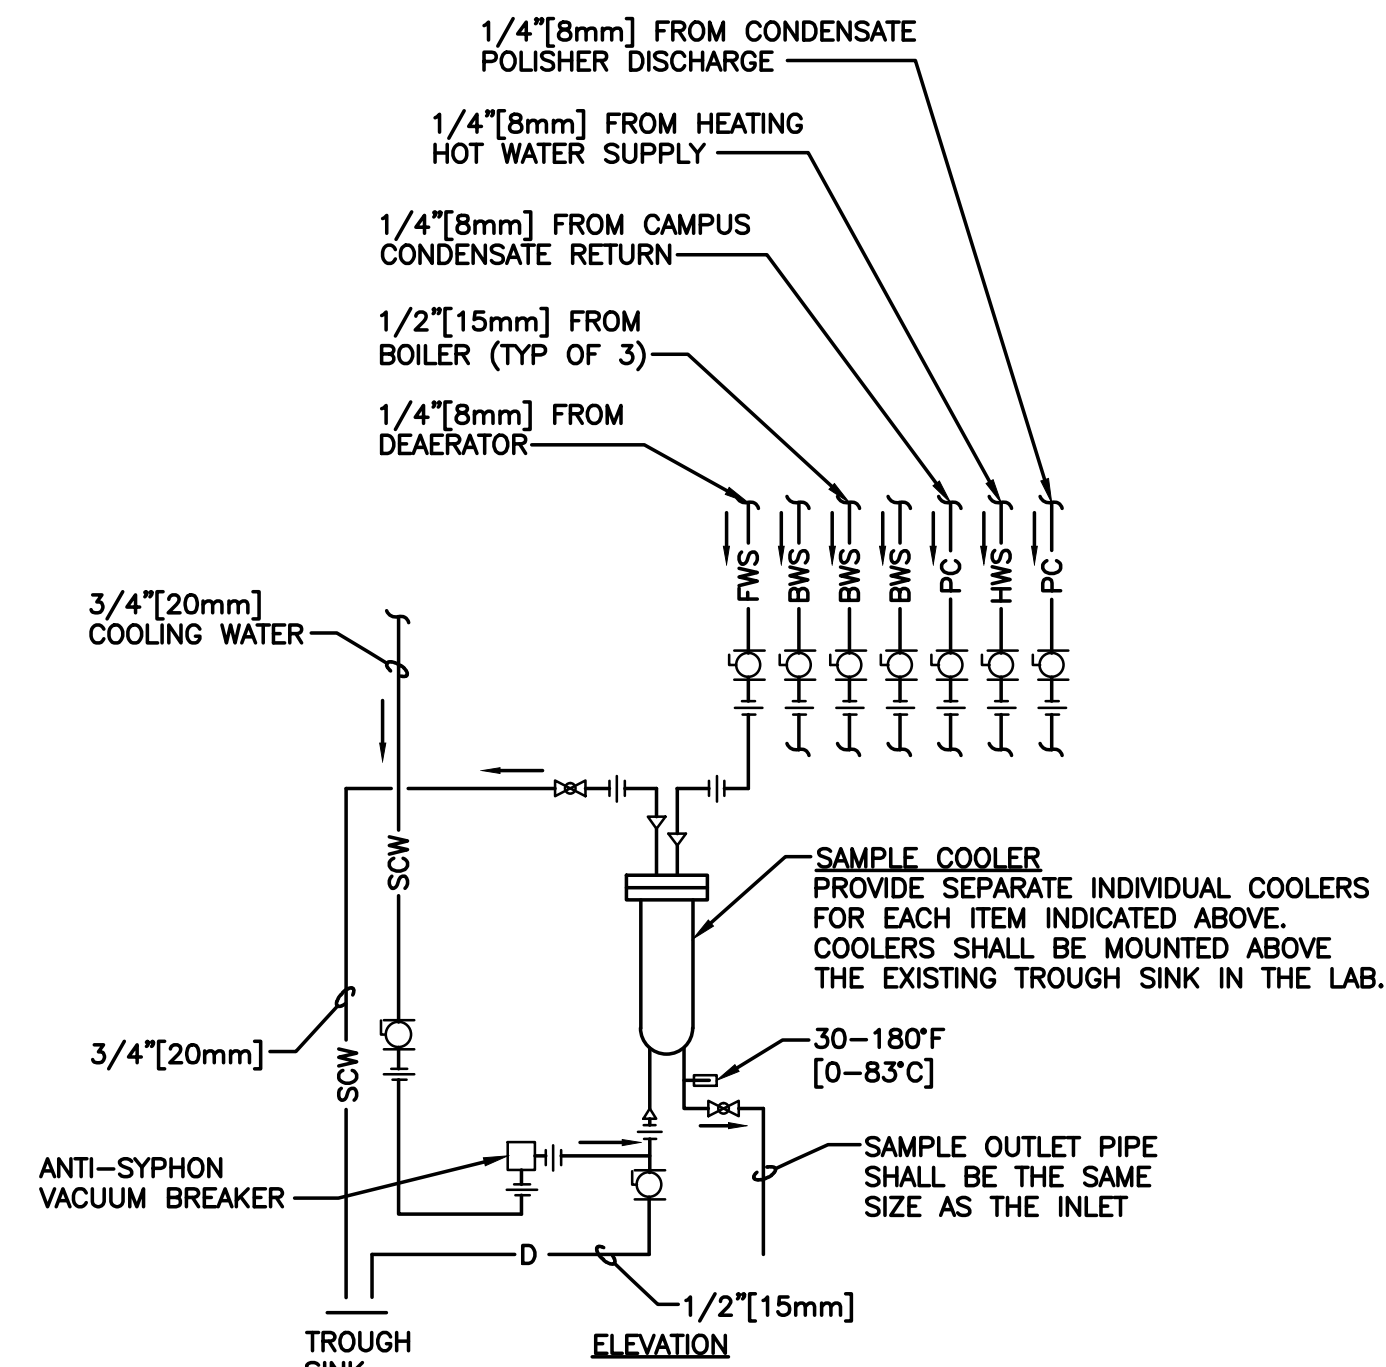 1/4"[8mm] FROM CONDENSATE
POLISHER DISCHARGE
1/4"[8mm] FROM HEATING
HOT WATER SUPPLY
1/4"[8mm] FROM CAMPUS
CONDENSATE RETURN
1/2"[15mm] FROM
BOILER (TYP OF 3)
1/4"[8mm] FROM
DEAERATOR
FWS
BWS
BWS
BWS
PC
HWS
PC
3/4"[20mm]
COOLING WATER
SCW
SAMPLE COOLER
PROVIDE SEPARATE INDIVIDUAL COOLERS
FOR EACH ITEM INDICATED ABOVE.
COOLERS SHALL BE MOUNTED ABOVE
THE EXISTING TROUGH SINK IN THE LAB.
3/4"[20mm]
SCW
30-180°F
[0-83°C]
ANTI-SYPHON
VACUUM BREAKER
SAMPLE OUTLET PIPE
SHALL BE THE SAME
SIZE AS THE INLET
D
1/2"[15mm]
TROUGH
SINK
ELEVATION